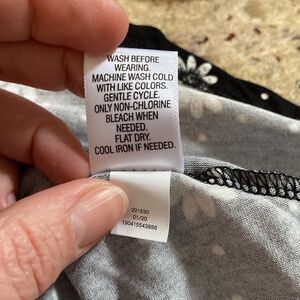 WASH BEFORE
WEARING.
MACHINE WASH COLD
WITH LIKE COLORS.
GENTLE CYCLE.
ONLY NON-CHLORINE
BLEACH WHEN
NEEDED.
FLAT DRY.
COOL IRON IF NEEDED.
221630
01/20
190415543886